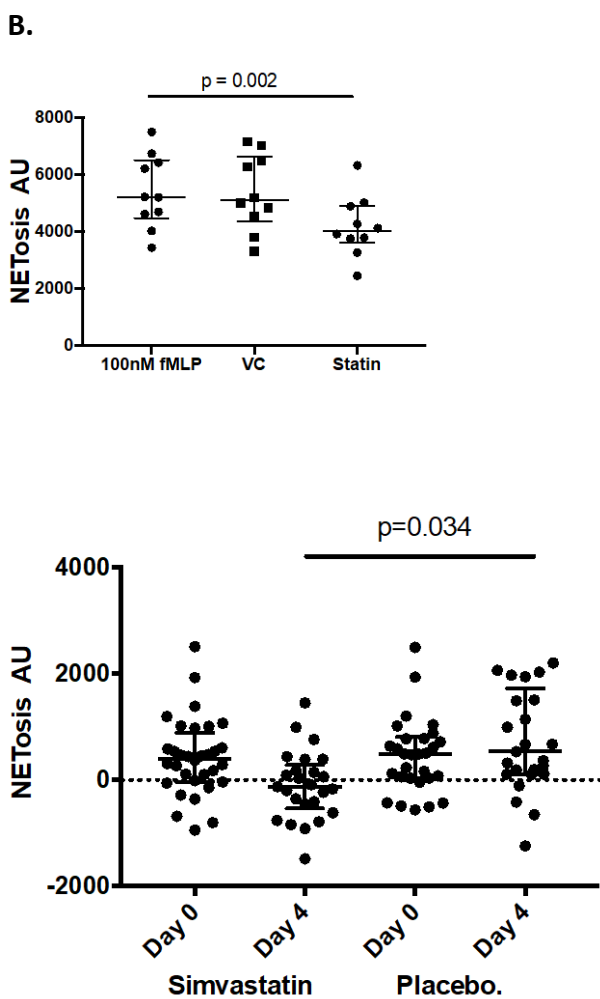 B.
p = 0.002
8000
6000
4000
2000
0
NETosis AU
100nM fMLP VC Statin
p=0.034
4000
2000
0
-2000
NETosis AU
Day 0 Day 4 Day 0 Day 4
Simvastatin Placebo.